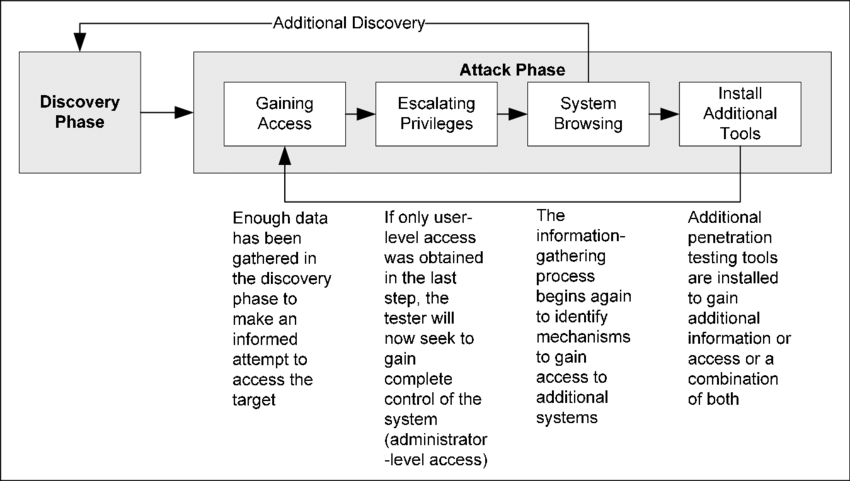 Additional Discovery
Attack Phase
Discovery
Phase
Gaining
Access
Escalating
Privileges
System
Browsing
Install
Additional
Tools
Enough data
has been
gathered in
the discovery
phase to
make an
informed
attempt to
access the
target
If only user-
level access
was obtained
in the last
step, the
tester will
now seek to
gain
complete
control of the
system
(administrator
-level access)
The
information-
gathering
process
begins again
to identify
mechanisms
to gain
access to
additional
systems
Additional
penetration
testing tools
are installed
to gain
additional
information or
access or a
combination
of both